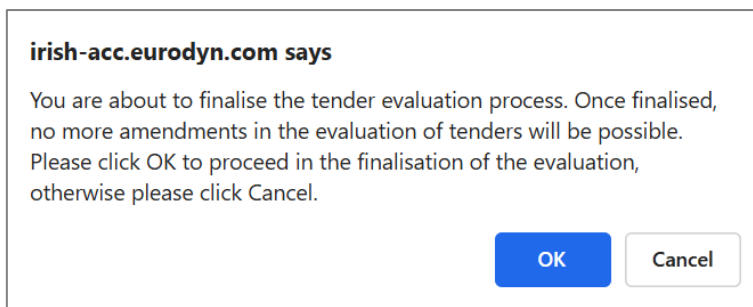 irish-acc.eurodyn.com says
You are about to finalise the tender evaluation process. Once finalised,
no more amendments in the evaluation of tenders will be possible.
Please click OK to proceed in the finalisation of the evaluation,
otherwise please click Cancel.
OK
Cancel